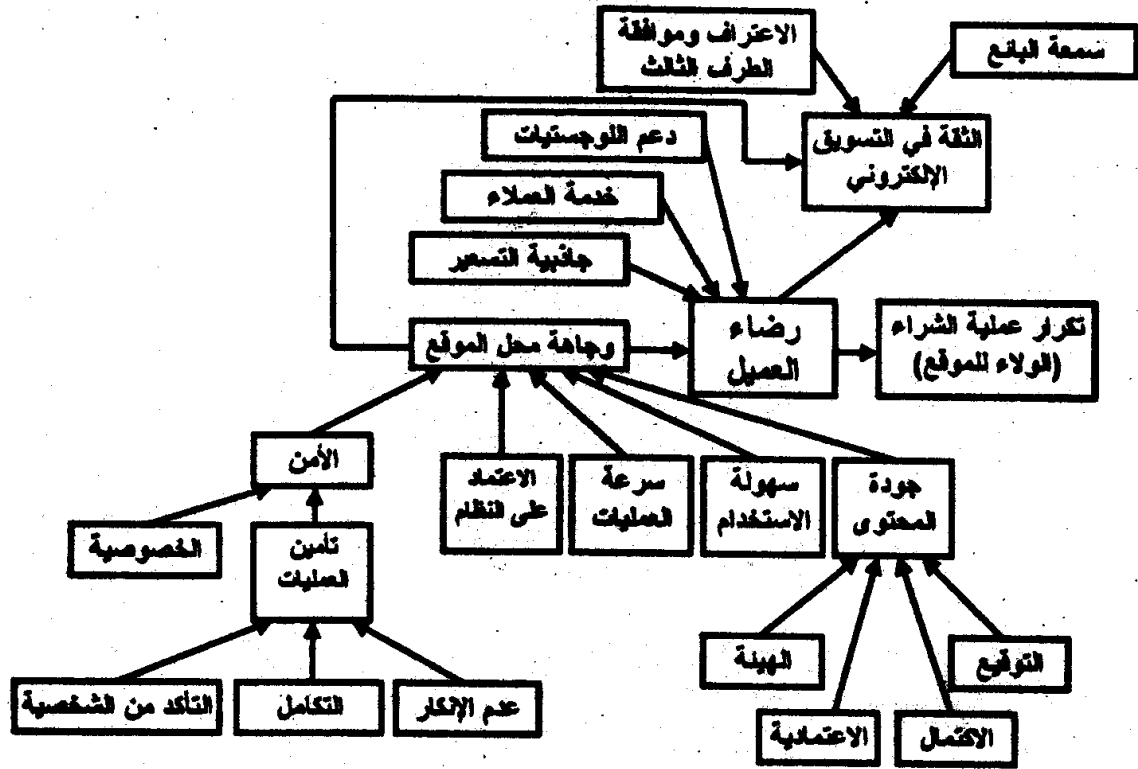 الاعتراف وموافقة
الطرف الثالث
سمعة البائع
دعم اللوجستيات
الثقة في التسويق
الإلكتروني
خدمة العملاء
جاذبية التسعير
وجاهة محل الموقع
رضاء
العميل
تكرار عملية الشراء
(الولاء للموقع)
الأمن
الاعتماد
على النظام
سرعة
العمليات
سهولة
الاستخدام
جودة
المحتوى
الخصوصية
تأمين
العمليات
الهيئة
التوقيع
التأكد من الشخصية
التكامل
عدم الإنكار
الاعتمادية
الاكتمال